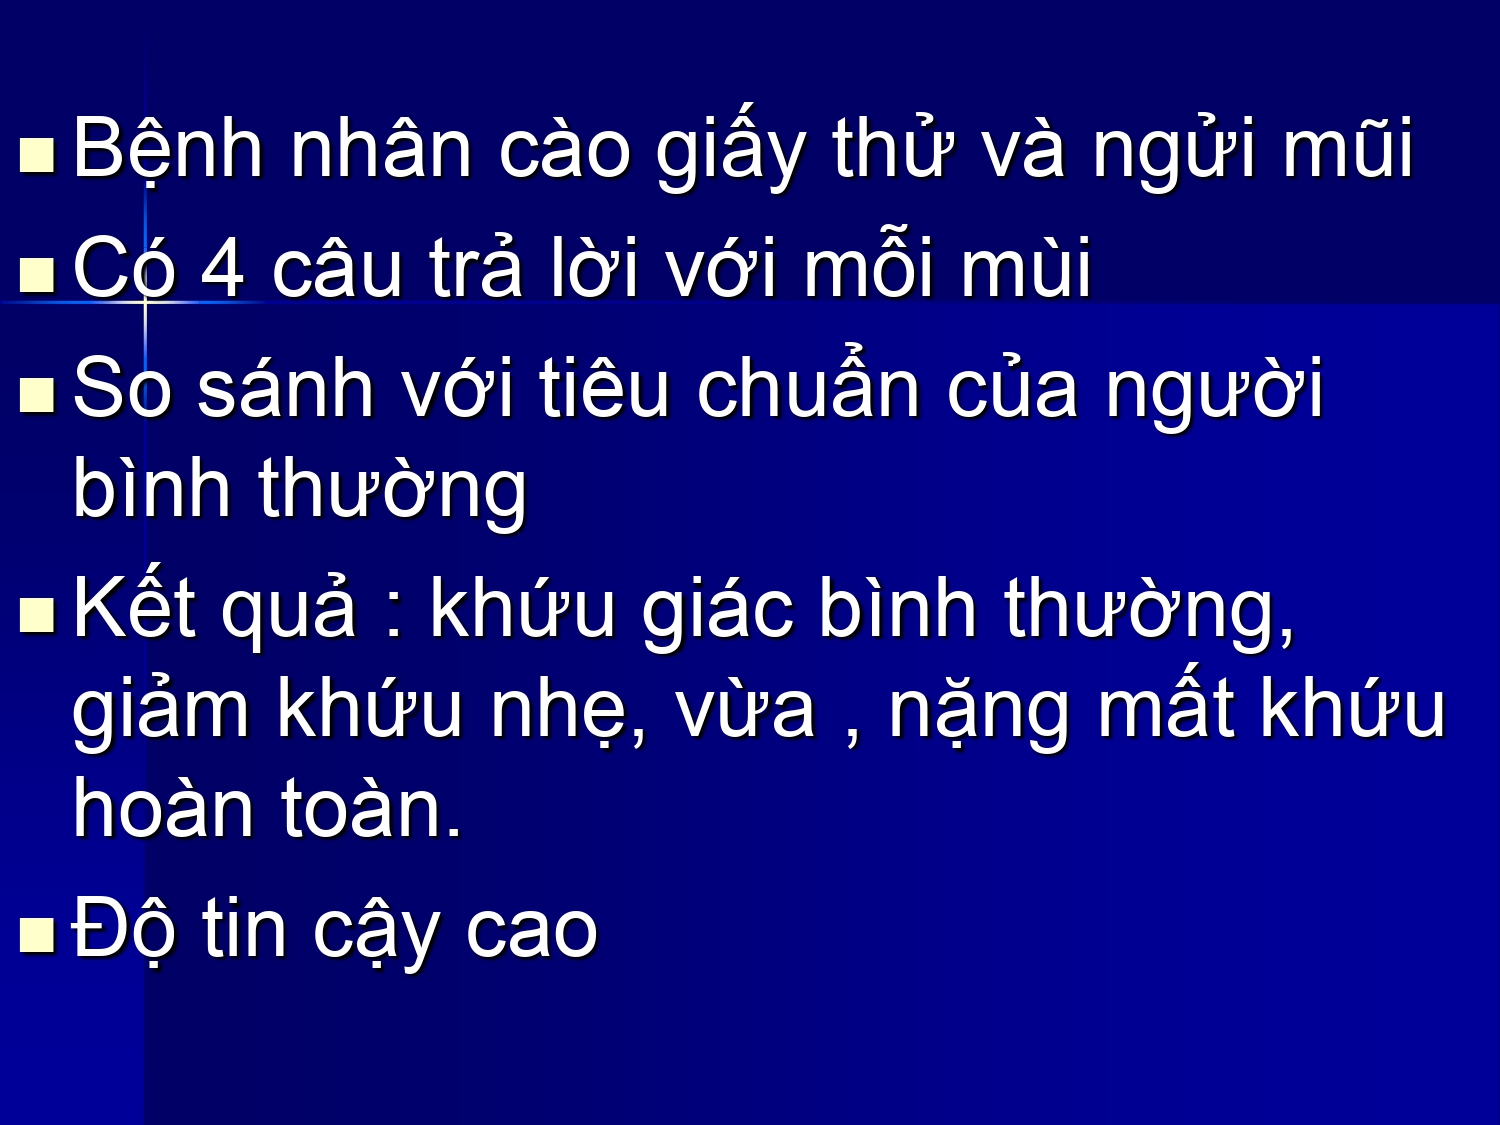 Bệnh nhân cào giấy thử và ngửi mũi
Có 4 câu trả lời với mỗi mùi
So sánh với tiêu chuẩn của người
bình thường
Kết quả : khứu giác bình thường,
giảm khứu nhẹ, vừa , nặng mất khứu
hoàn toàn.
Độ tin cậy cao